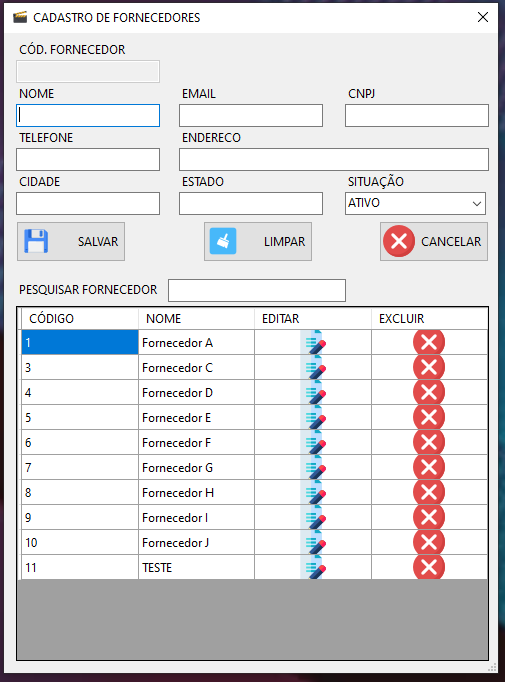 CADASTRO DE FORNECEDORES
CÓD. FORNECEDOR
NOME EMAIL CNPJ
TELEFONE ENDERECO
CIDADE ESTADO SITUAÇÃO
ATIVO
SALVAR LIMPAR CANCELAR
PESQUISAR FORNECEDOR
CÓDIGO NOME EDITAR EXCLUIR
1 Fornecedor A
3 Fornecedor C
4 Fornecedor D
5 Fornecedor E
6 Fornecedor F
7 Fornecedor G
8 Fornecedor H
9 Fornecedor I
10 Fornecedor J
11 TESTE